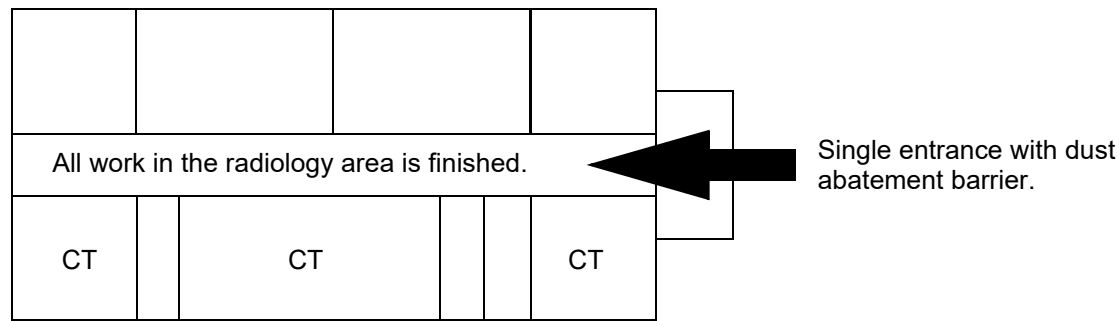 All work in the radiology area is finished.
Single entrance with dust
abatement barrier.
CT
CT
CT